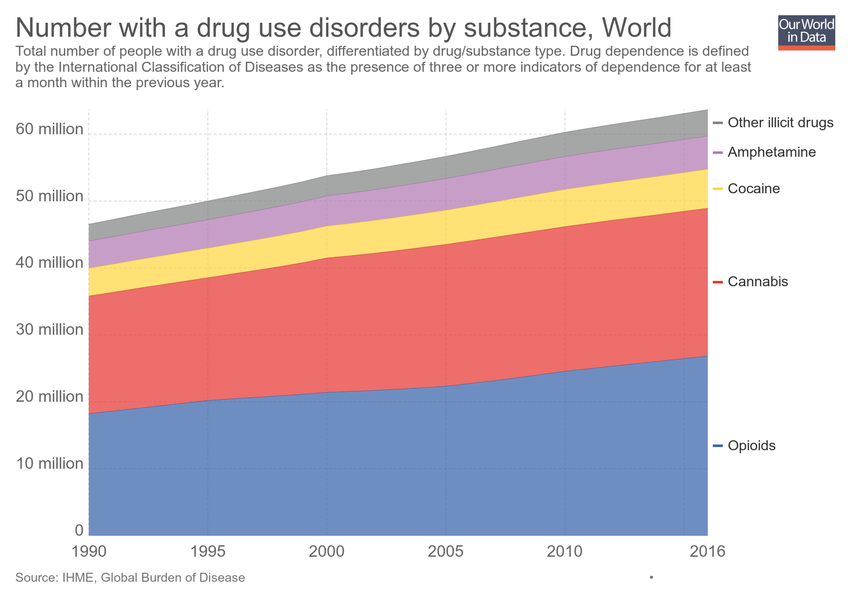 Number with a drug use disorders by substance, World
Our World
in Data
Total number of people with a drug use disorder, differentiated by drug/substance type. Drug dependence is defined
by the International Classification of Diseases as the presence of three or more indicators of dependence for at least
a month within the previous year.
60 million
50 million
40 million
30 million
20 million
10 million
0
Other illicit drugs
Amphetamine
Cocaine
Cannabis
Opioids
1990
1995
2000
2005
2010
2016
Source: IHME, Global Burden of Disease